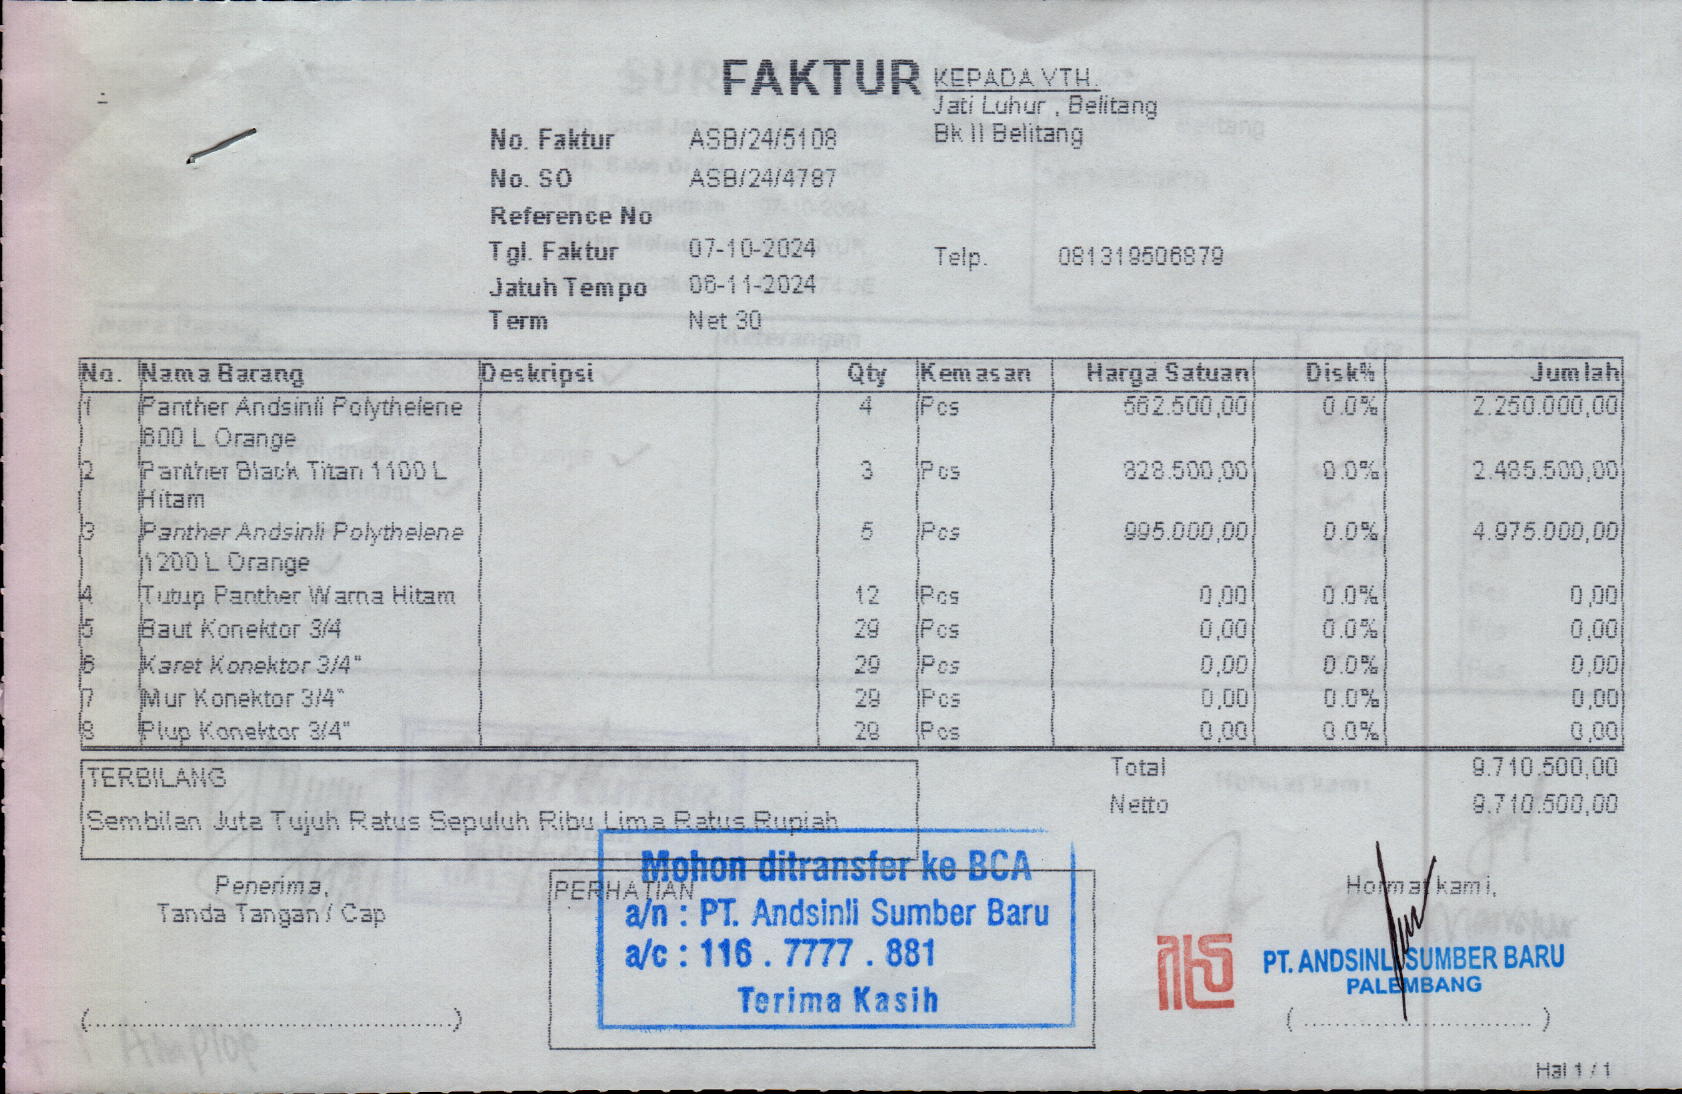 FAKTUR
KEPADA YTH.
Jati Luhur , Belitang
Bk II Belitang
No. Faktur ASB/24/5108
No. SO ASB/24/4787
Reference No
Tgl. Faktur 07-10-2024
Telp. 081319506879
Jatuh Tempo 06-11-2024
Term Net 30
No. Nama Barang Deskripsi Qty Kemasan Harga Satuan Disk% Jumlah
1 Panther Andsinli Polythelene 4 Pcs 562.500,00 0.0% 2.250.000,00
600 L Orange
2 Panther Black Titan 1100 L 3 Pcs 828.500,00 0.0% 2.485.500,00
Hitam
3 Panther Andsinli Polythelene 5 Pcs 995.000,00 0.0% 4.975.000,00
1200 L Orange
4 Tutup Panther Warna Hitam 12 Pcs 0,00 0.0% 0,00
5 Baut Konektor 3/4 29 Pcs 0,00 0.0% 0,00
6 Karet Konektor 3/4" 29 Pcs 0,00 0.0% 0,00
7 Mur Konektor 3/4" 29 Pcs 0,00 0.0% 0,00
8 Plup Konektor 3/4" 29 Pcs 0,00 0.0% 0,00
TERBILANG
Sembilan Juta Tujuh Ratus Sepuluh Ribu Lima Ratus Rupiah
Total 9.710.500,00
Netto 9.710.500,00
Penerima,
Tanda Tangan / Cap
(.............................................)
PERHATIAN
Mohon ditransfer ke BCA
a/n : PT. Andsinli Sumber Baru
a/c : 116 . 7777 . 881
Terima Kasih
Hormat kami,
PT. ANDSINLI SUMBER BARU
PALEMBANG
( ............................ )
Hal 1 / 1